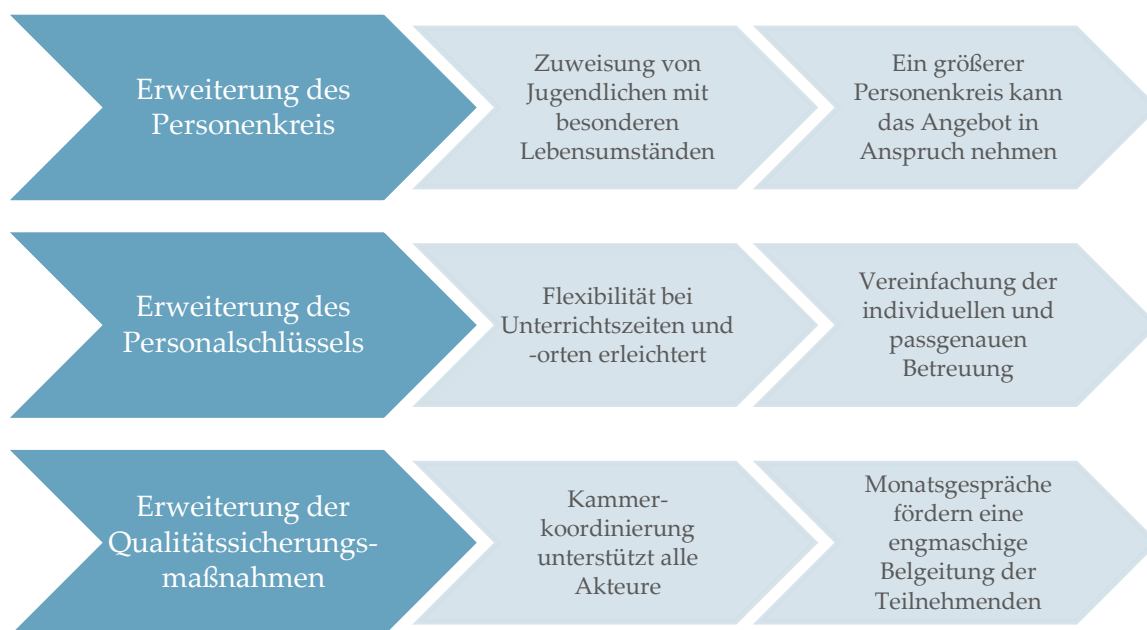 Erweiterung des
Personenkreis
Zuweisung von
Jugendlichen mit
besonderen
Lebensumständen
Ein größerer
Personenkreis kann
das Angebot in
Anspruch nehmen
Erweiterung des
Personalschlüssels
Flexibilität bei
Unterrichtszeiten und
-orten erleichtert
Vereinfachung der
individuellen und
passgenauen
Betreuung
Erweiterung der
Qualitätssicherungs-
maßnahmen
Kammer-
koordinierung
unterstützt alle
Akteure
Monatsgespräche
fördern eine
engmaschige
Belgeitung der
Teilnehmenden